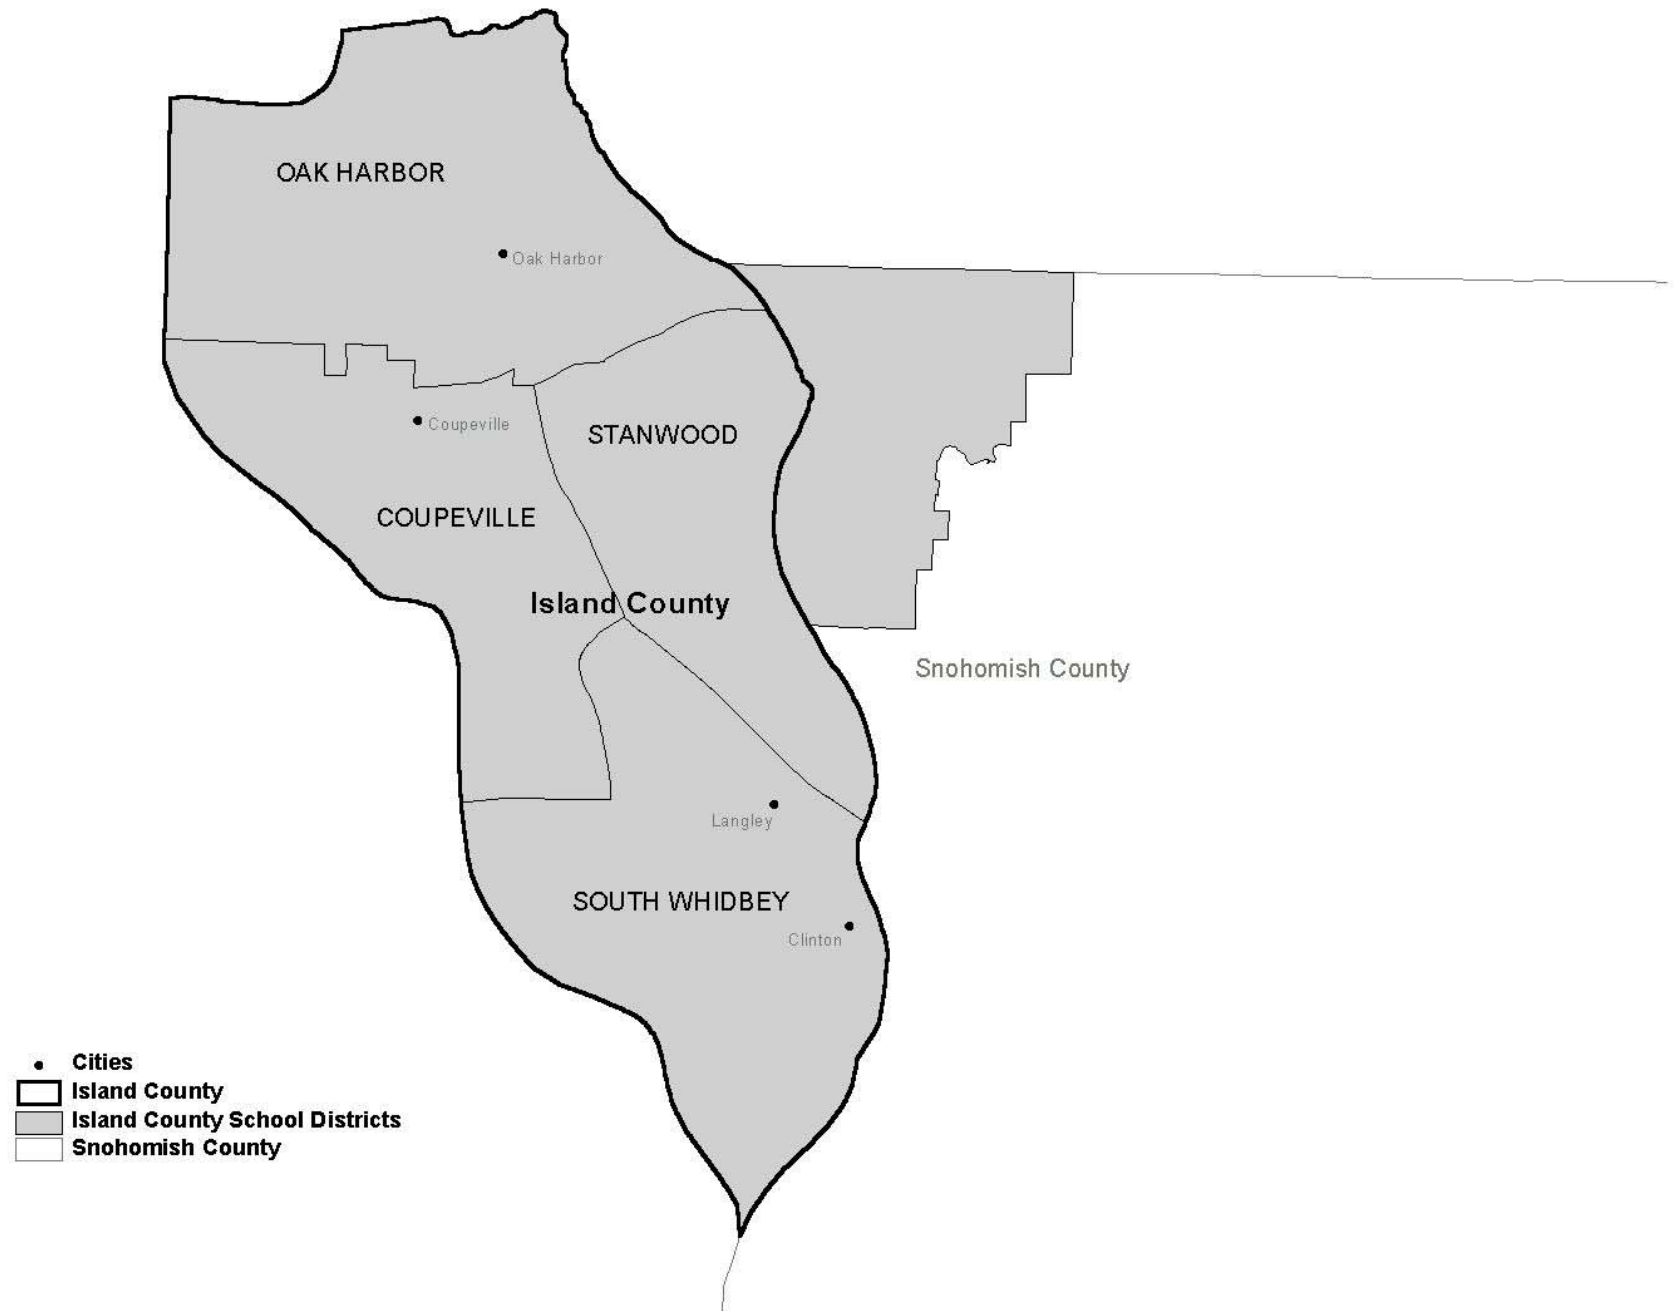 OAK HARBOR
Oak Harbor
Coupeville
STANWOOD
COUPEVILLE
Island County
Snohomish County
Langley
SOUTH WHIDBEY
Clinton
Cities
Island County
Island County School Districts
Snohomish County